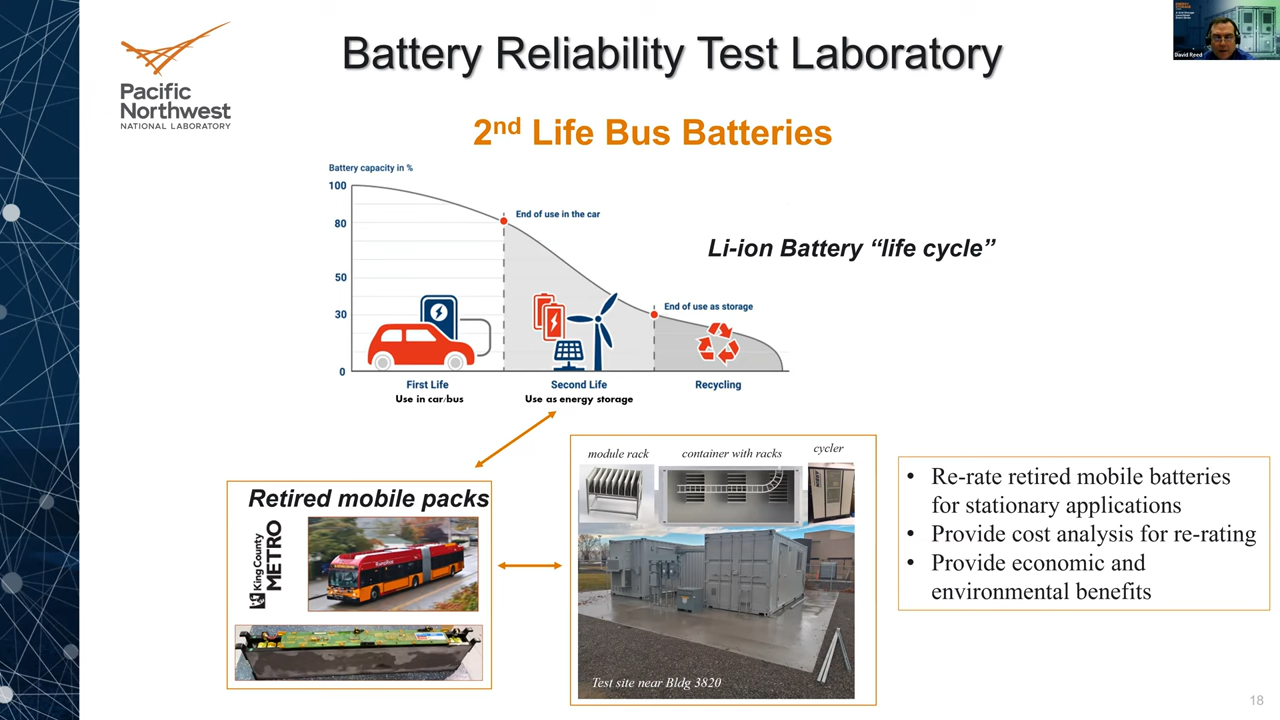 Battery Reliability Test Laboratory
David Reed
Pacific
Northwest
NATIONAL LABORATORY
2nd Life Bus Batteries
Battery capacity in %
100
80
50
30
0
End of use in the car
End of use as storage
Li-ion Battery “life cycle”
First Life
Second Life
Recycling
Use in car/bus
Use as energy storage
Retired mobile packs
King County
METRO
module rack
container with racks
cycler
Test site near Bldg 3820
• Re-rate retired mobile batteries
for stationary applications
• Provide cost analysis for re-rating
• Provide economic and
environmental benefits
18